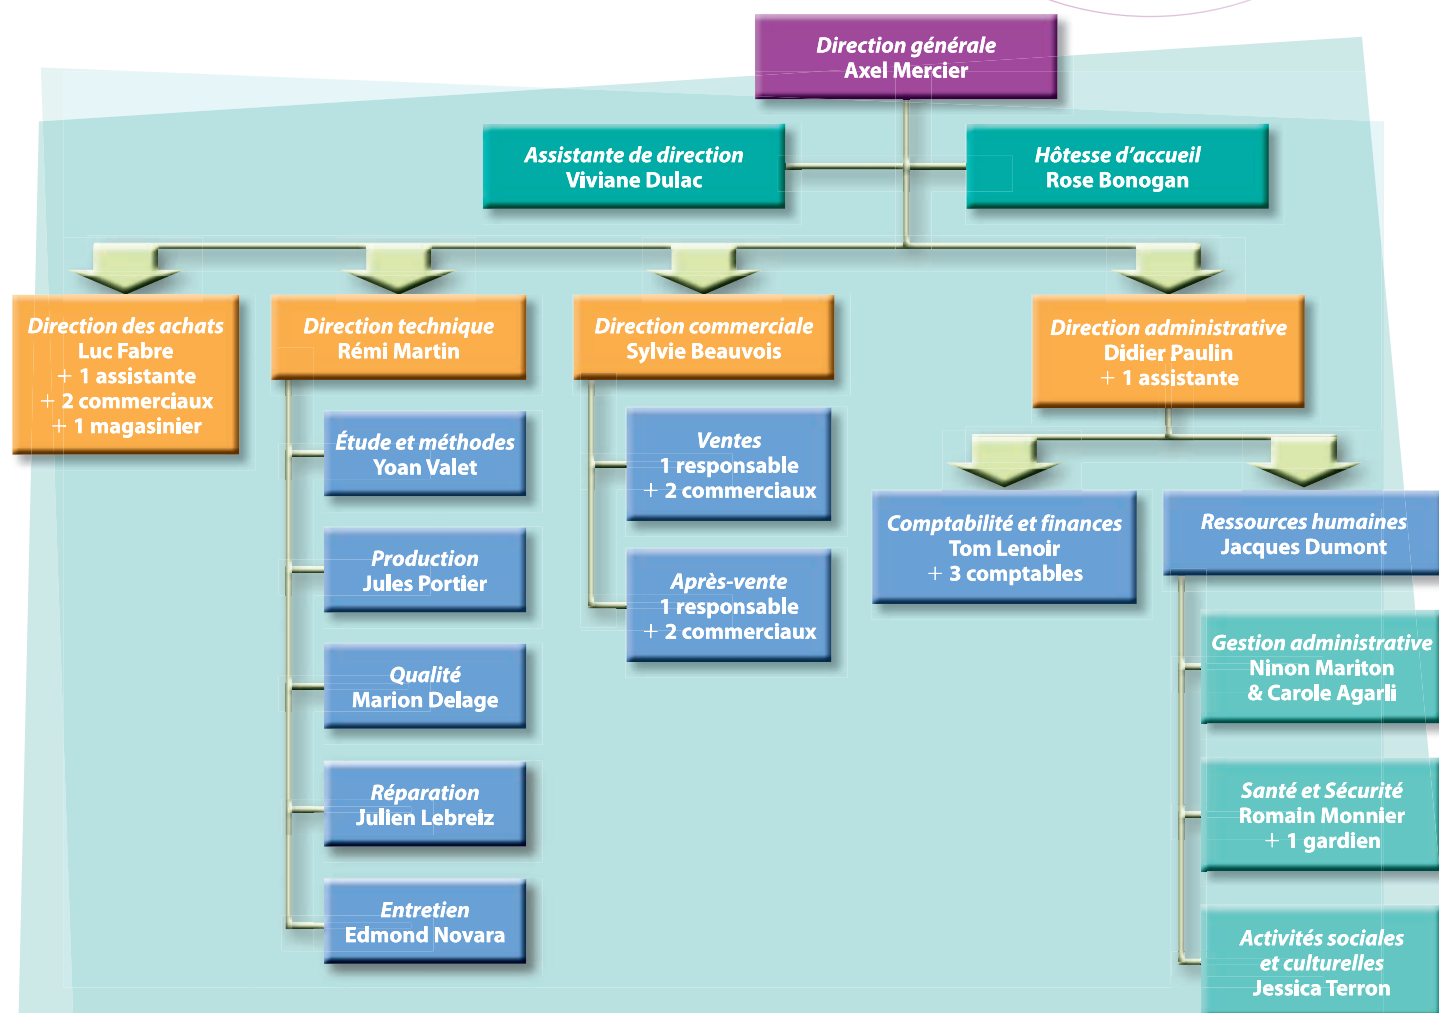 Direction générale
Axel Mercier
Assistante de direction
Viviane Dulac
Hôtesse d'accueil
Rose Bonogan
Direction des achats
Luc Fabre
+ 1 assistante
+ 2 commerciaux
+ 1 magasinier
Direction technique
Rémi Martin
Étude et méthodes
Yoan Valet
Production
Jules Portier
Qualité
Marion Delage
Réparation
Julien Lebreiz
Entretien
Edmond Novara
Direction commerciale
Sylvie Beauvois
Ventes
1 responsable
+ 2 commerciaux
Après-vente
1 responsable
+ 2 commerciaux
Direction administrative
Didier Paulin
+ 1 assistante
Comptabilité et finances
Tom Lenoir
+ 3 comptables
Ressources humaines
Jacques Dumont
Gestion administrative
Ninon Mariton
& Carole Agarli
Santé et Sécurité
Romain Monnier
+ 1 gardien
Activités sociales
et culturelles
Jessica Terron